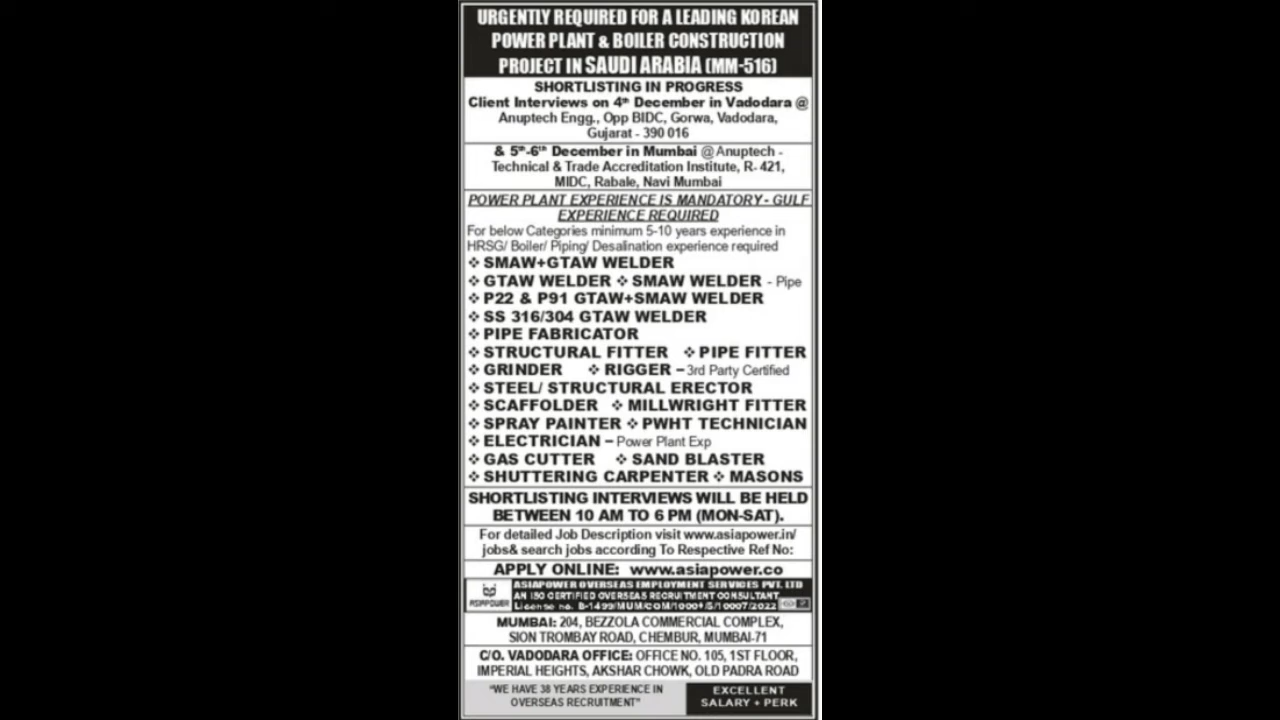 URGENTLY REQUIRED FOR A LEADING KOREAN
POWER PLANT & BOILER CONSTRUCTION
PROJECT IN SAUDI ARABIA (MM-516)
SHORTLISTING IN PROGRESS
Client Interviews on 4th December in Vadodara @
Anuptech Engg., Opp BIDC, Gorwa, Vadodara,
Gujarat - 390 016
& 5th-6th December in Mumbai @ Anuptech -
Technical & Trade Accreditation Institute, R- 421,
MIDC, Rabale, Navi Mumbai
POWER PLANT EXPERIENCE IS MANDATORY - GULF
EXPERIENCE REQUIRED
For below Categories minimum 5-10 years experience in
HRSG/ Boiler/ Piping/ Desalination experience required
❖ SMAW+GTAW WELDER
❖ GTAW WELDER ❖ SMAW WELDER - Pipe
❖ P22 & P91 GTAW+SMAW WELDER
❖ SS 316/304 GTAW WELDER
❖ PIPE FABRICATOR
❖ STRUCTURAL FITTER ❖ PIPE FITTER
❖ GRINDER ❖ RIGGER – 3rd Party Certified
❖ STEEL/ STRUCTURAL ERECTOR
❖ SCAFFOLDER ❖ MILLWRIGHT FITTER
❖ SPRAY PAINTER ❖ PWHT TECHNICIAN
❖ ELECTRICIAN – Power Plant Exp
❖ GAS CUTTER ❖ SAND BLASTER
❖ SHUTTERING CARPENTER ❖ MASONS
SHORTLISTING INTERVIEWS WILL BE HELD
BETWEEN 10 AM TO 6 PM (MON-SAT).
For detailed Job Description visit www.asiapower.in/
jobs& search jobs according To Respective Ref No:
APPLY ONLINE: www.asiapower.co
ASIAPOWER
ASIAPOWER OVERSEAS EMPLOYMENT SERVICES PVT. LTD
AN ISO CERTIFIED OVERSEAS RECRUITMENT CONSULTANT
License no. B-1499/MUM/COM/1000+/5/10007/2022
MUMBAI: 204, BEZZOLA COMMERCIAL COMPLEX,
SION TROMBAY ROAD, CHEMBUR, MUMBAI-71
C/O. VADODARA OFFICE: OFFICE NO. 105, 1ST FLOOR,
IMPERIAL HEIGHTS, AKSHAR CHOWK, OLD PADRA ROAD
"WE HAVE 38 YEARS EXPERIENCE IN
OVERSEAS RECRUITMENT"
EXCELLENT
SALARY + PERK